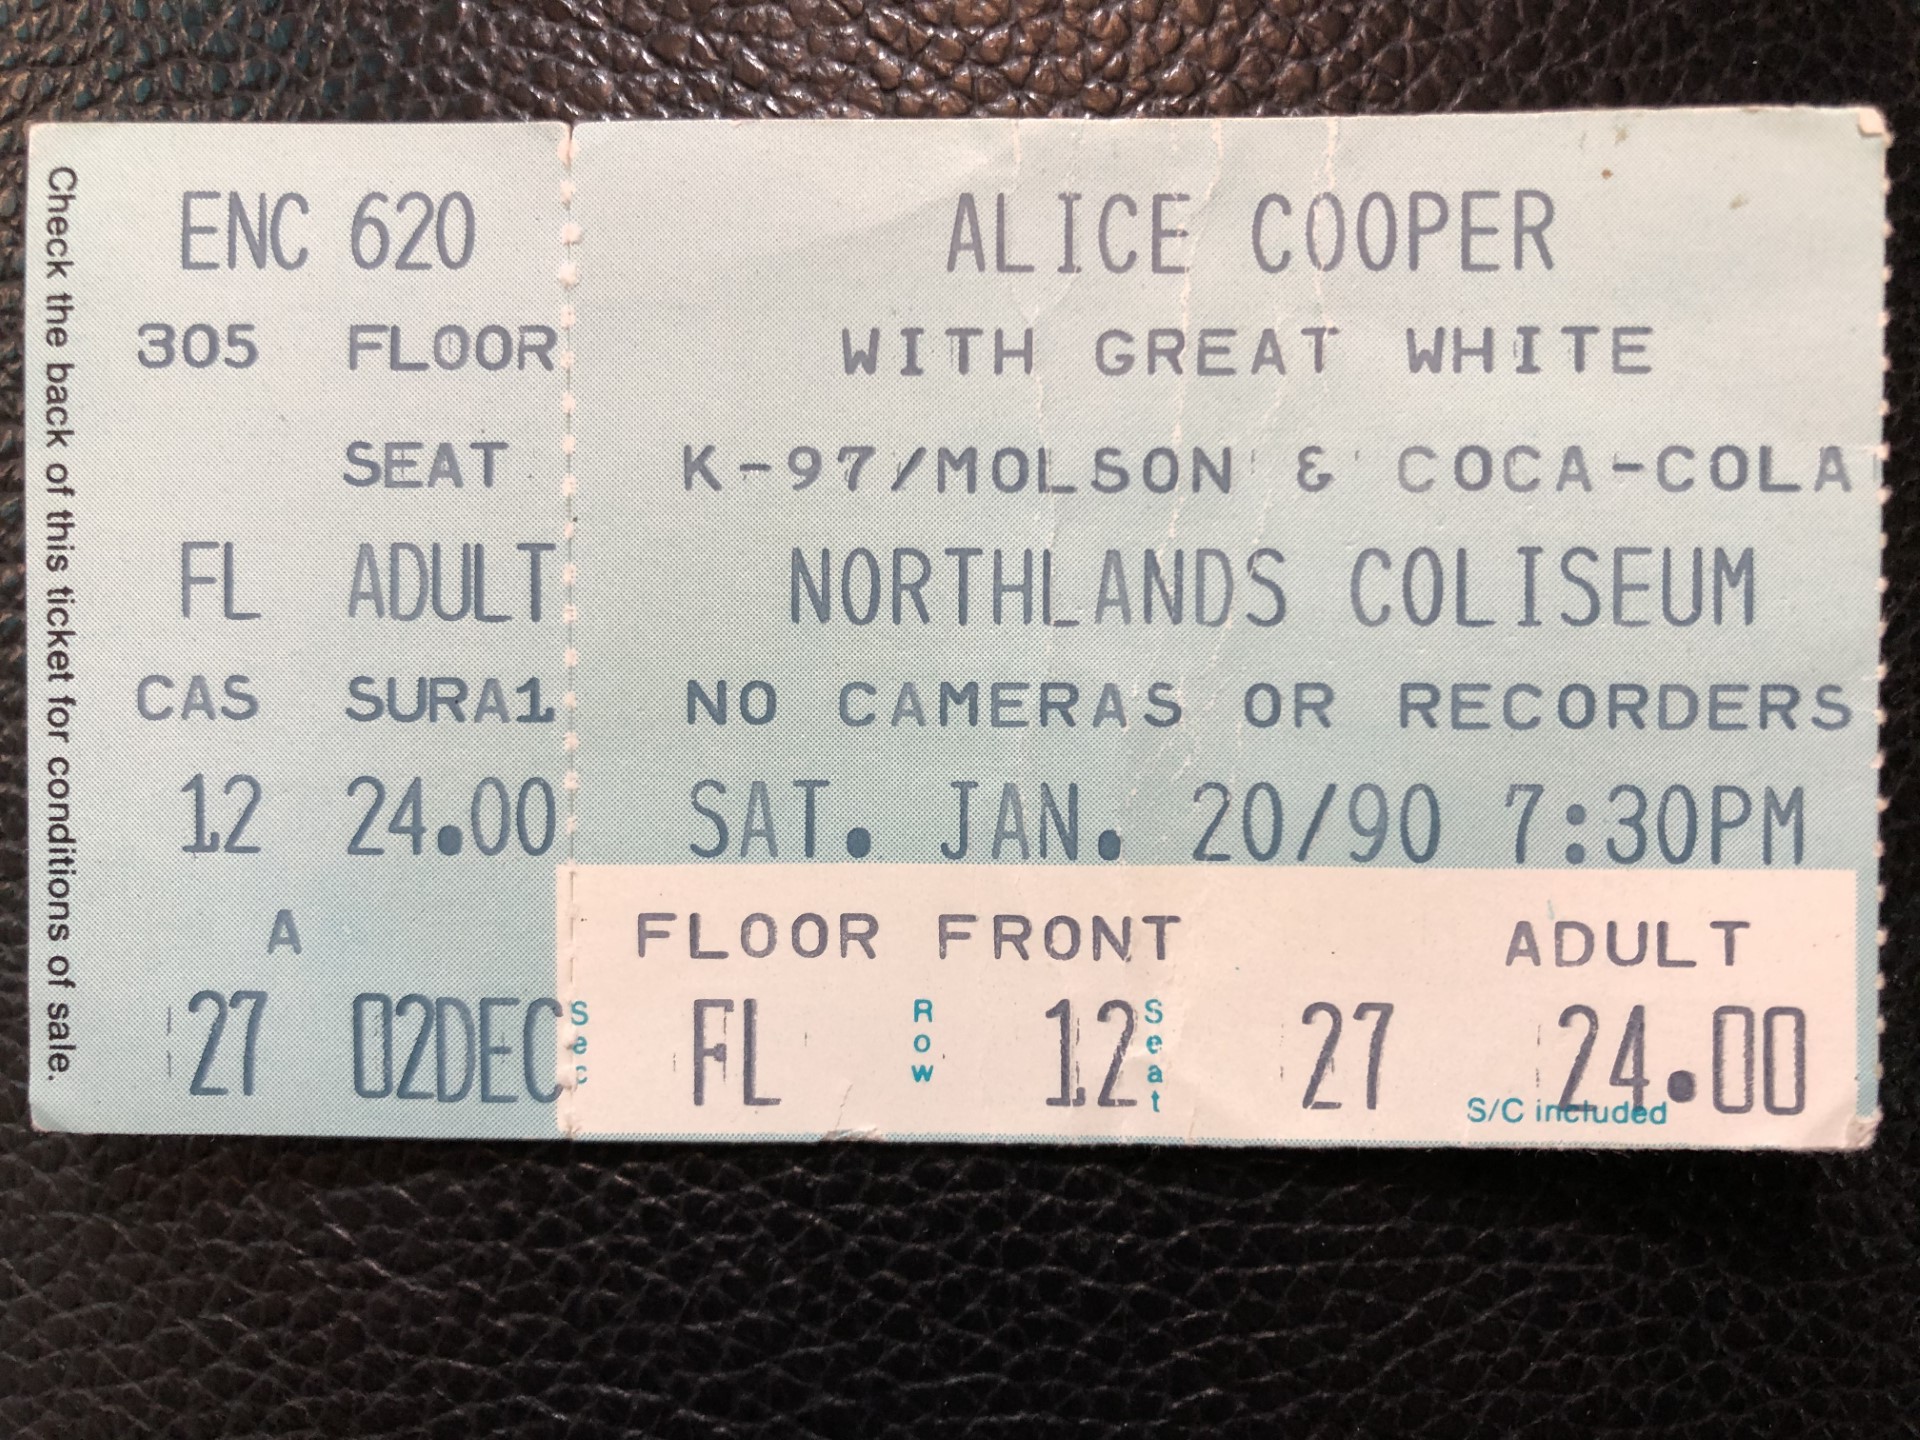 Check the back of this ticket for conditions of sale.
ENC 620
305 FLOOR
SEAT
FL ADULT
CAS SURA1
12 24.00
A
27 02DEC
ALICE COOPER
WITH GREAT WHITE
K-97/MOLSON & COCA-COLA
NORTHLANDS COLISEUM
NO CAMERAS OR RECORDERS
SAT. JAN. 20/90 7:30PM
FLOOR FRONT ADULT
Sec FL Row 12 Seat 27 24.00
S/C included